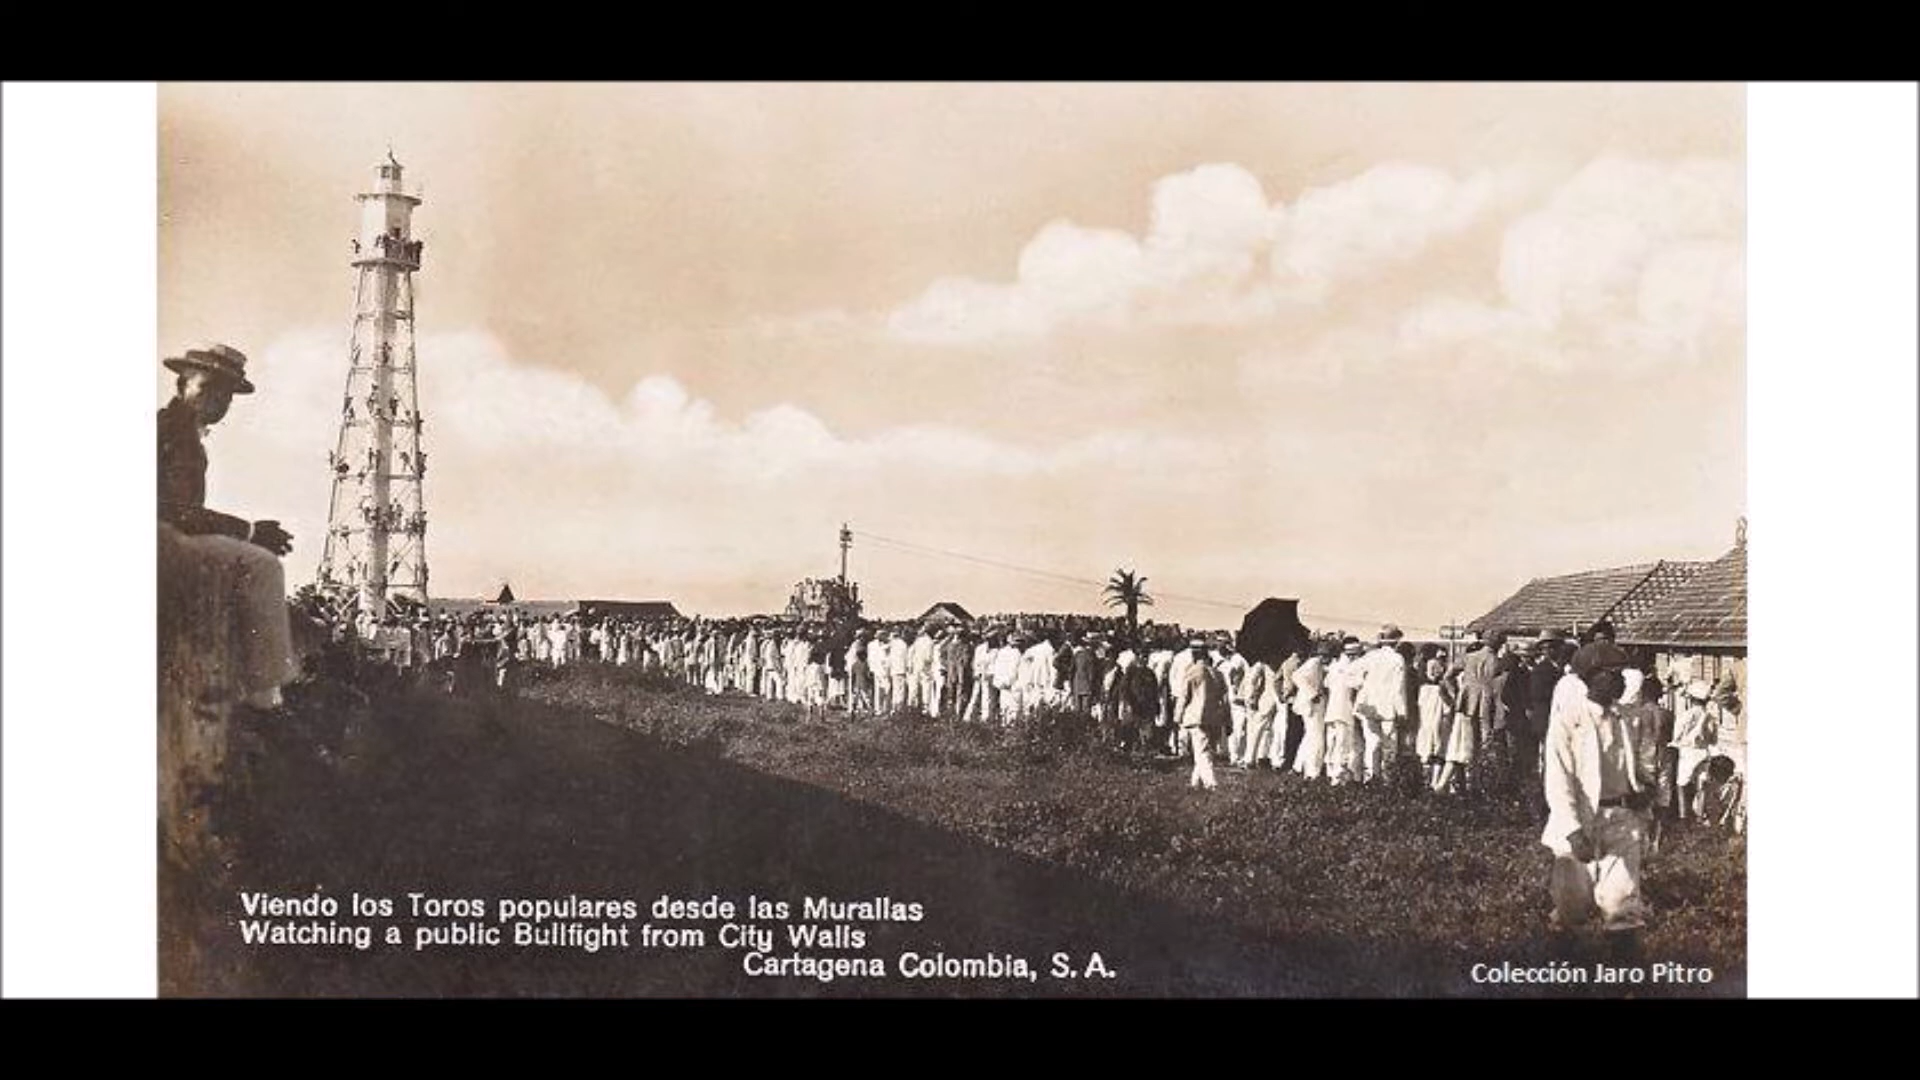 Viendo los Toros populares desde las Murallas
Watching a public Bullfight from City Walls
Cartagena Colombia, S. A.
Colección Jaro Pitro